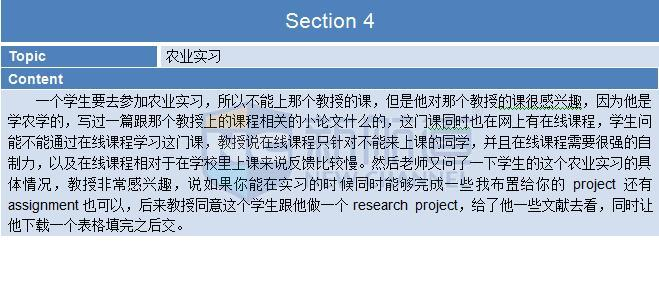 Section 4
Topic
农业实习
Content
一个学生要去参加农业实习，所以不能上那个教授的课，但是他对那个教授的课很感兴趣，因为他是
学农学的，写过一篇跟那个教授上的课程相关的小论文什么的，这门课同时也在网上有在线课程，学生问
能不能通过在线课程学习这门课，教授说在线课程只针对不能来上课的同学，并且在线课程需要很强的自
制力，以及在线课程相对于在学校里上课来说反馈比较慢。然后老师又问了一下学生的这个农业实习的具
体情况，教授非常感兴趣，说如果你能在实习的时候同时能够完成一些我布置给你的 project 还有
assignment 也可以，后来教授同意这个学生跟他做一个 research project，给了他一些文献去看，同时让
他下载一个表格填完之后交。